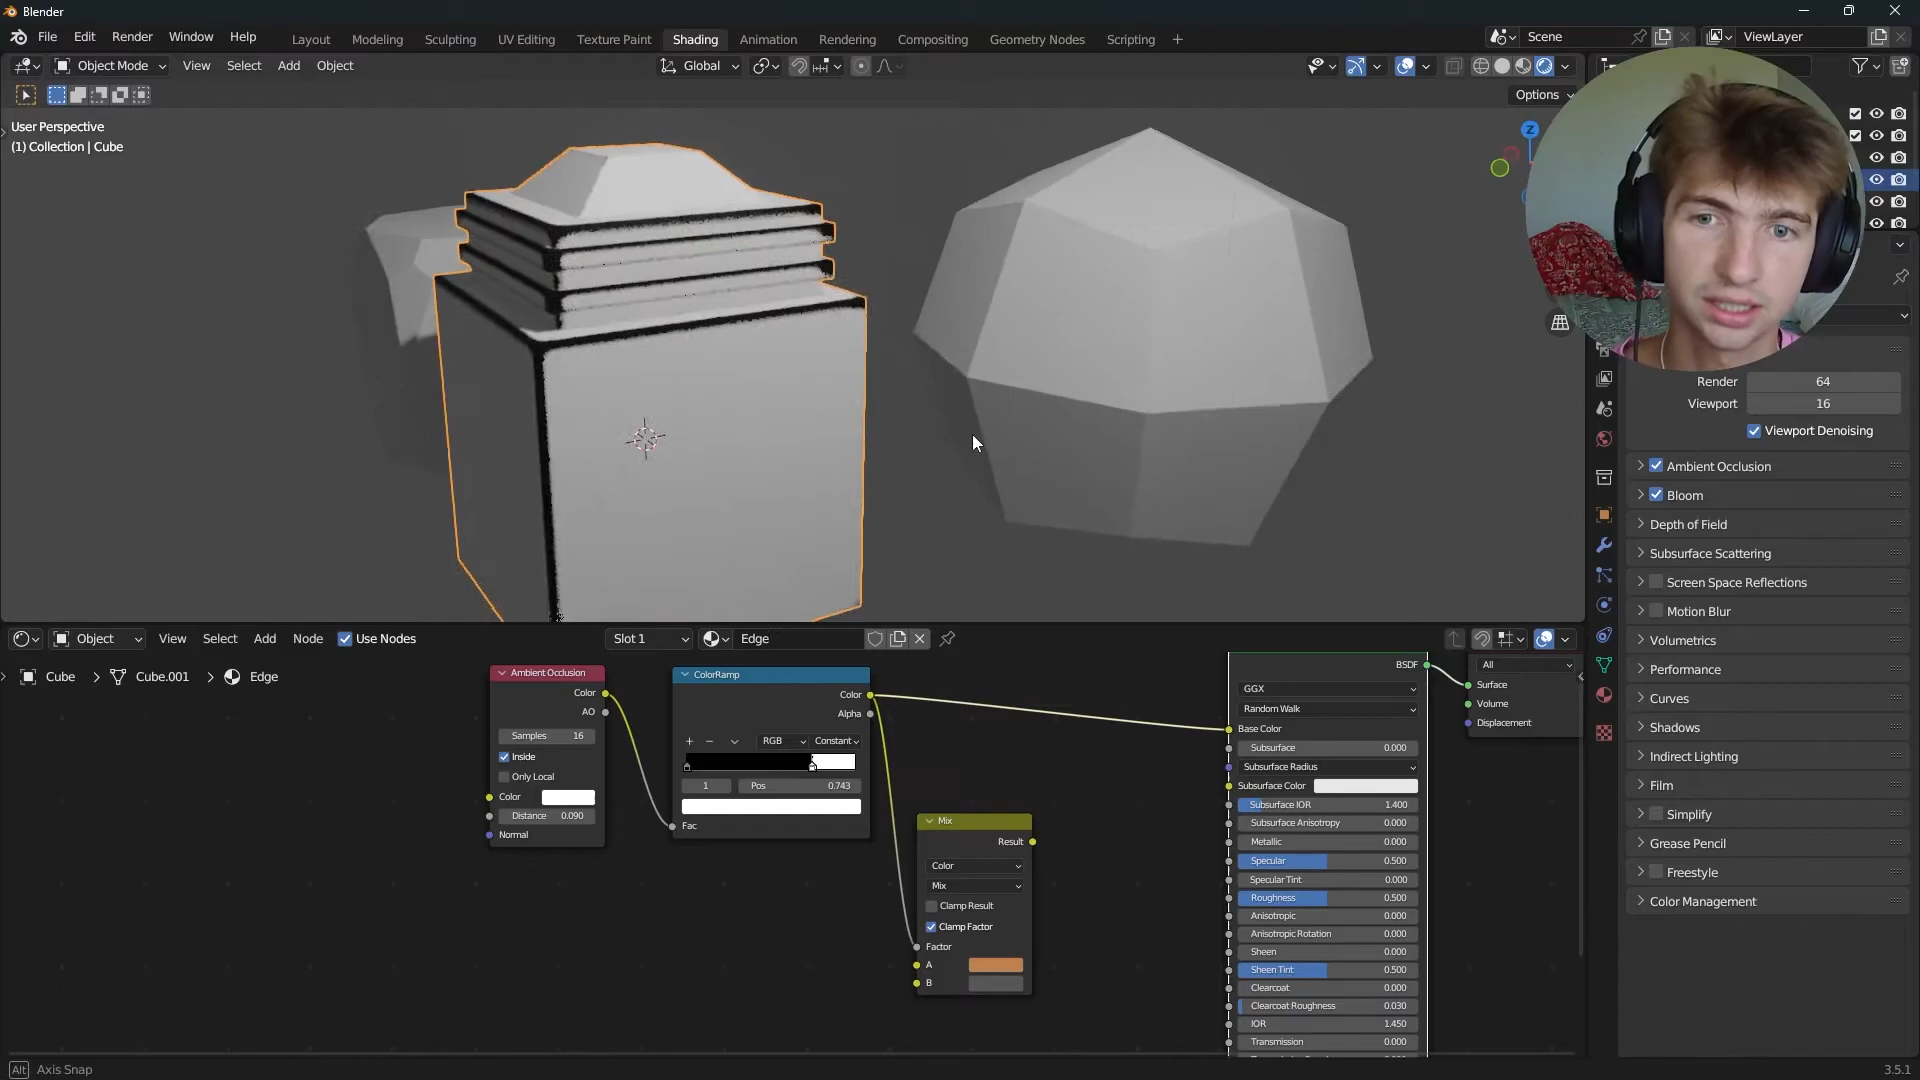 Blender
File Edit Render Window Help
Layout Modeling Sculpting UV Editing Texture Paint Shading Animation Rendering Compositing Geometry Nodes Scripting +
Scene
ViewLayer
Object Mode View Select Add Object
Global
Options
User Perspective
(1) Collection | Cube
Z
Render 64
Viewport 16
Viewport Denoising
Ambient Occlusion
Bloom
Depth of Field
Subsurface Scattering
Screen Space Reflections
Motion Blur
Volumetrics
Performance
Curves
Shadows
Indirect Lighting
Film
Simplify
Grease Pencil
Freestyle
Color Management
Object View Select Add Node Use Nodes Slot 1 Edge
Cube > Cube.001 > Edge
Ambient Occlusion
Color
AO
Samples 16
Inside
Only Local
Color
Distance 0.090
Normal
ColorRamp
Color
Alpha
+ − RGB Constant
1 Pos 0.743
Fac
Mix
Result
Color
Mix
Clamp Result
Clamp Factor
Factor
A
B
BSDF
GGX
Random Walk
Base Color
Subsurface 0.000
Subsurface Radius
Subsurface Color
Subsurface IOR 1.400
Subsurface Anisotropy 0.000
Metallic 0.000
Specular 0.500
Specular Tint 0.000
Roughness 0.500
Anisotropic 0.000
Anisotropic Rotation 0.000
Sheen 0.000
Sheen Tint 0.500
Clearcoat 0.000
Clearcoat Roughness 0.030
IOR 1.450
Transmission 0.000
All
Surface
Volume
Displacement
Alt Axis Snap
3.5.1